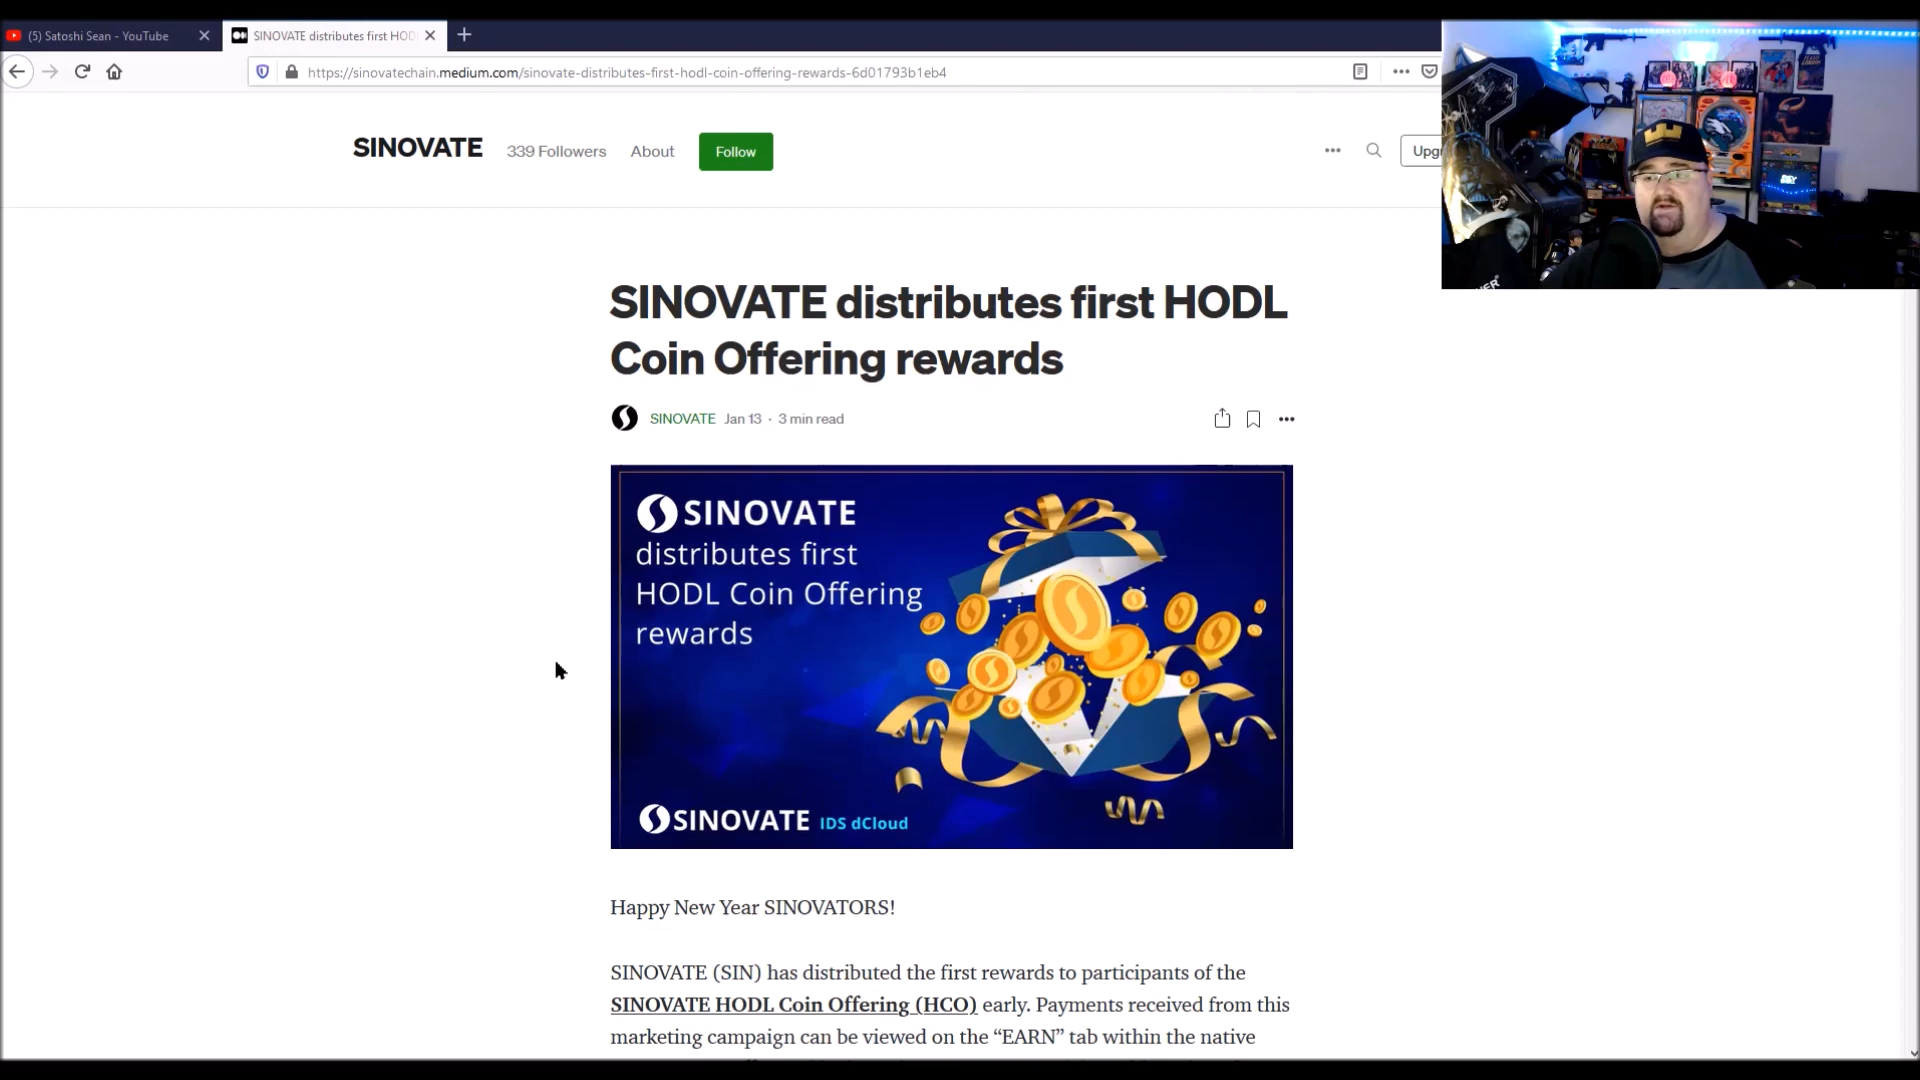 (5) Satoshi Sean - YouTube
SINOVATE distributes first HOD
https://sinovatechain.medium.com/sinovate-distributes-first-hodl-coin-offering-rewards-6d01793b1eb4
SINOVATE
339 Followers
About
Follow
Upg
SINOVATE distributes first HODL
Coin Offering rewards
SINOVATE Jan 13 · 3 min read
SINOVATE
distributes first
HODL Coin Offering
rewards
SINOVATE IDS dCloud
Happy New Year SINOVATORS!
SINOVATE (SIN) has distributed the first rewards to participants of the
SINOVATE HODL Coin Offering (HCO) early. Payments received from this
marketing campaign can be viewed on the “EARN” tab within the native